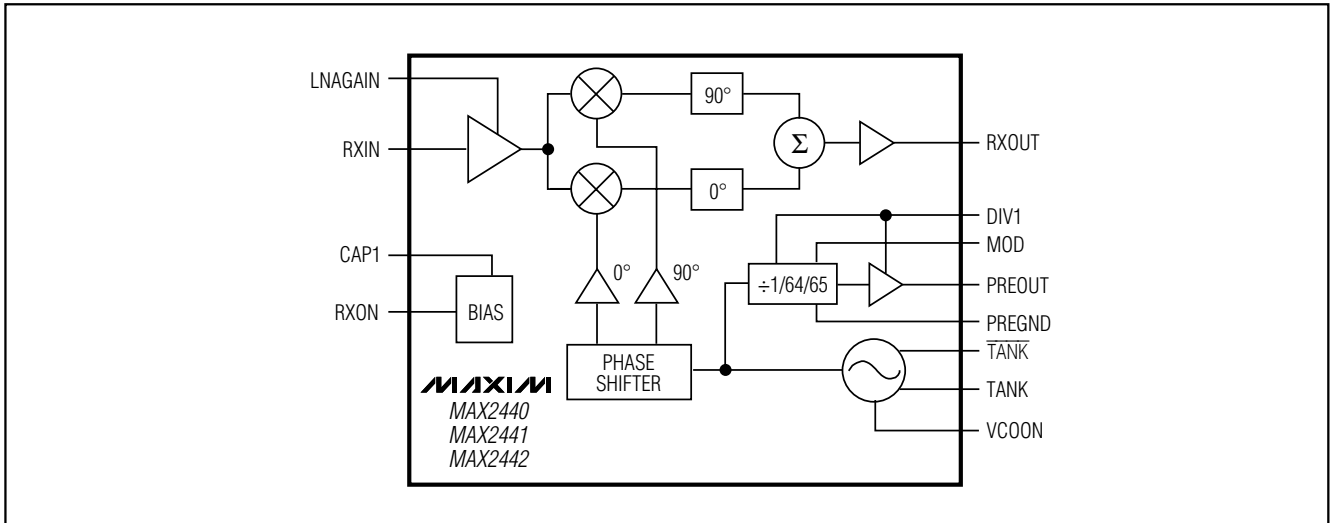 LNAGAIN
RXIN
CAP1
RXON
BIAS
90°
0°
Σ
0°
90°
PHASE
SHIFTER
÷1/64/65
RXOUT
DIV1
MOD
PREOUT
PREGND
TANK
TANK
VCOON
MAXIM
MAX2440
MAX2441
MAX2442